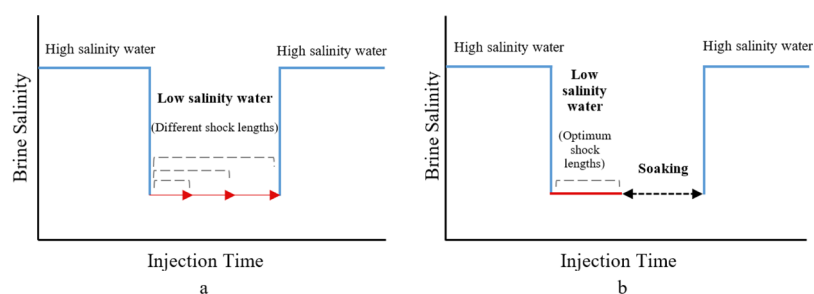 High salinity water
High salinity water
Low salinity water
(Different shock lengths)
Brine Salinity
Injection Time
a
High salinity water
High salinity water
Low
salinity
water
(Optimum
shock
lengths)
Soaking
Brine Salinity
Injection Time
b